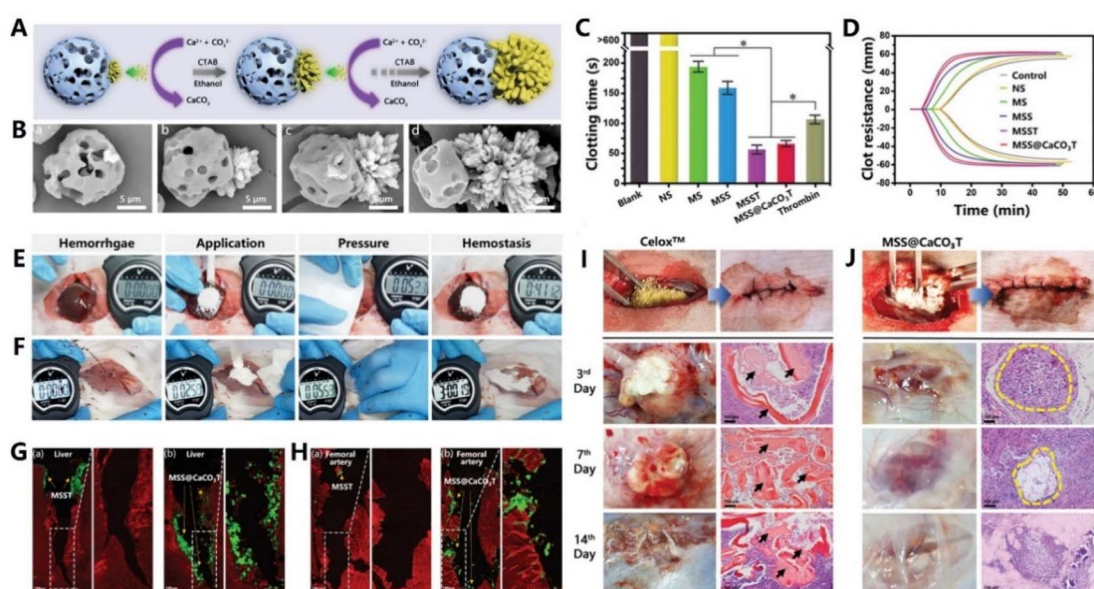 A
Ca²⁺ + CO₃²⁻
CTAB
Ethanol
CaCO₃
Ca²⁺ + CO₃²⁻
CTAB
Ethanol
CaCO₃
B
a
5 μm
b
5 μm
c
5 μm
d
C
Clotting time (s)
>600
200
150
100
50
0
*
*
Blank
NS
MS
MSS
MSST
MSS@CaCO₃T
Thrombin
D
Clot resistance (mm)
80
60
40
20
0
20
40
60
-80
0
10
20
30
40
50
60
Time (min)
Control
NS
MS
MSS
MSST
MSS@CaCO₃T
E
Hemorrhgae
Application
Pressure
Hemostasis
F
G
(a)
Liver
MSST
(b)
Liver
MSS@CaCO₃T
H
(a)
Femoral artery
MSST
(b)
Femoral artery
MSS@CaCO₃T
I
Celox™
J
MSS@CaCO₃T
3rd
Day
7th
Day
14th
Day